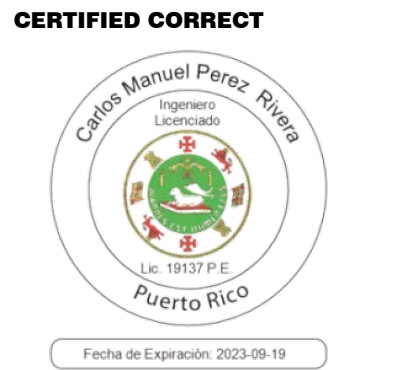 CERTIFIED CORRECT
Carlos Manuel Perez Rivera
Ingeniero
Licenciado
Lic. 19137 P.E.
Puerto Rico
Fecha de Expiración: 2023-09-19